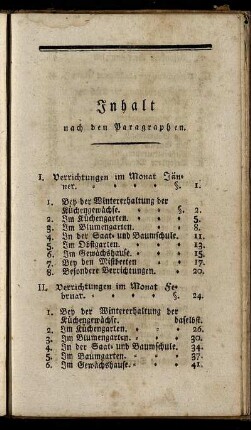 Inhalt
nach den Paragraphen.
I. Verrichtungen im Monat Jän-
ner. §. 1.
1. Bey der Wintererhaltung der
Küchengewächse. §. 2.
2. Im Küchengarten. 5.
3. Im Blumengarten. 8.
4. In der Saat- und Baumschule. 11.
5. Im Obstgarten. 13.
6. Im Gewächshause. 15.
7. Bey den Mistbeeten 17.
8. Besondere Verrichtungen. 20.
II. Verrichtungen im Monat Fe-
bruar. §. 24.
1. Bey der Wintererhaltung der
Küchengewächse. daselbst.
2. Im Küchengarten. 26.
3. Im Blumengarten. 30.
4. In der Saat- und Baumschule. 34.
5. Im Baumgarten. 37.
6. Im Gewächshause. 41.